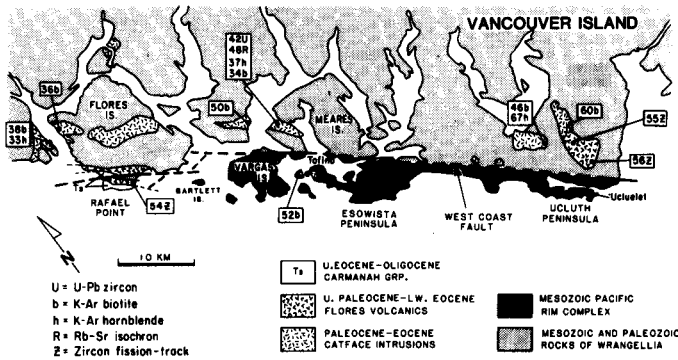 VANCOUVER ISLAND
42U
48R
37h
34b
36b
FLORES
IS.
50b
MEARES
IS.
46b
67h
60b
55Z
38b
33h
56Z
Tofino
VARGAS
IS.
Ts
54Z
RAFAEL
POINT
BARTLETT
IS.
52b
ESOWISTA
PENINSULA
WEST COAST
FAULT
UCLUTH
PENINSULA
Ucluelet
N
10 KM
U = U-Pb zircon
b = K-Ar biotite
h = K-Ar hornblende
R = Rb-Sr isochron
Z = Zircon fission-track
Ts U.EOCENE-OLIGOCENE
CARMANAH GRP.
U. PALEOCENE-LW. EOCENE
FLORES VOLCANICS
PALEOCENE-EOCENE
CATFACE INTRUSIONS
MESOZOIC PACIFIC
RIM COMPLEX
MESOZOIC AND PALEOZOIC
ROCKS OF WRANGELLIA